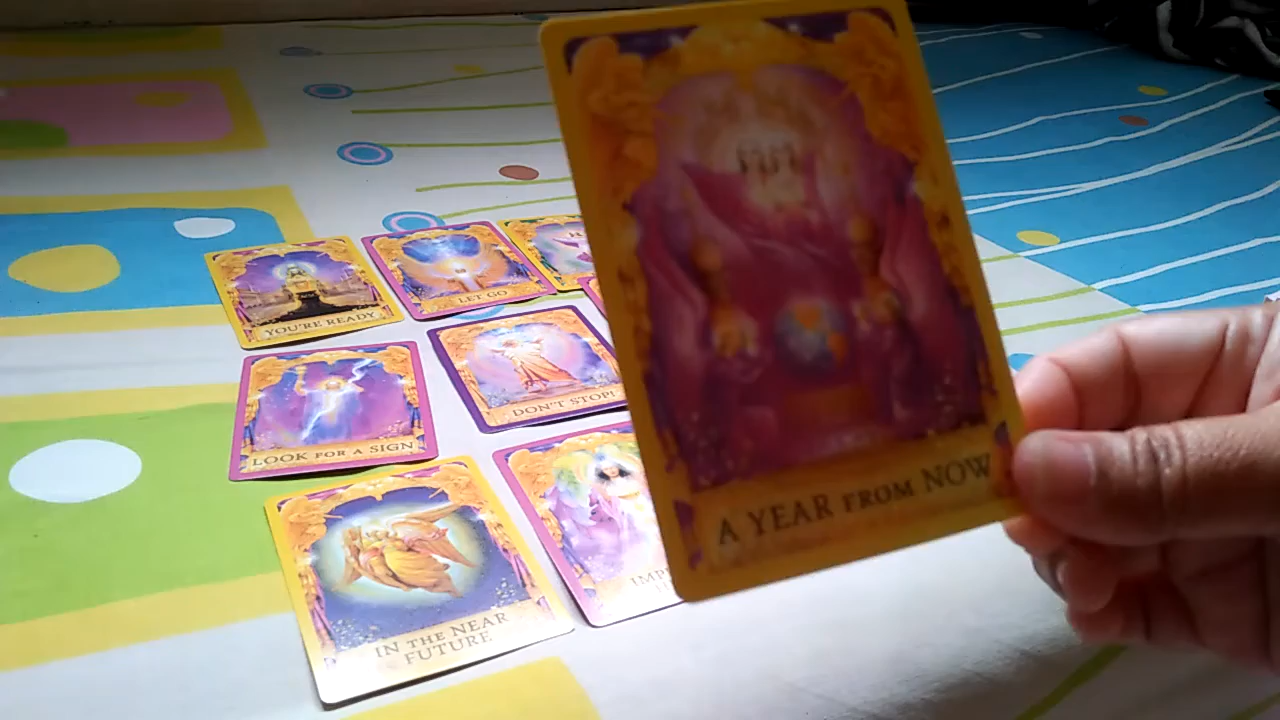 YOU'RE READY
LET GO
LOOK FOR A SIGN
DON'T STOP!
A YEAR FROM NOW
IN THE NEAR
FUTURE